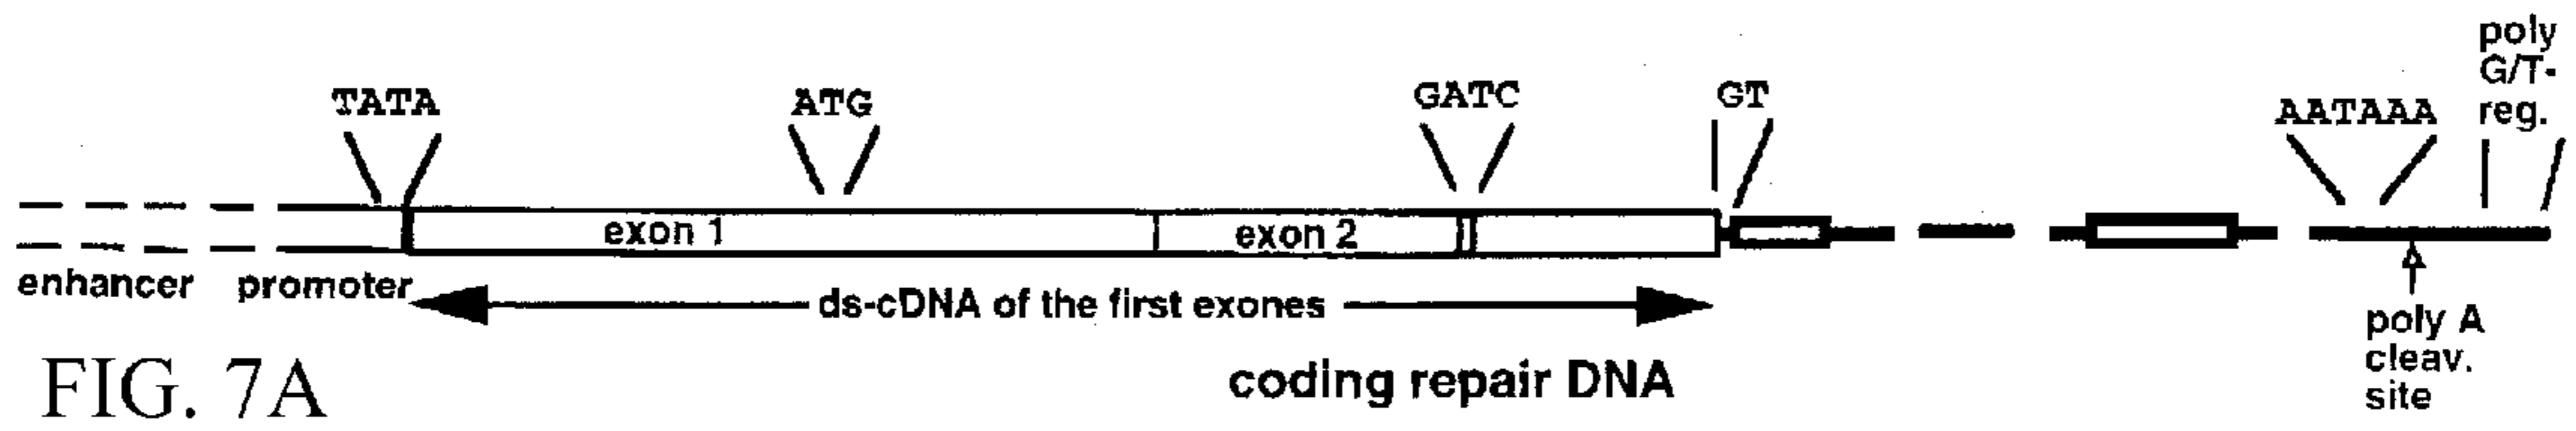 poly
G/T-
reg.
TATA
ATG
GATC
GT
AATAAA
exon 1
exon 2
enhancer
promoter
ds-cDNA of the first exones
poly A
cleav.
site
FIG. 7A
coding repair DNA